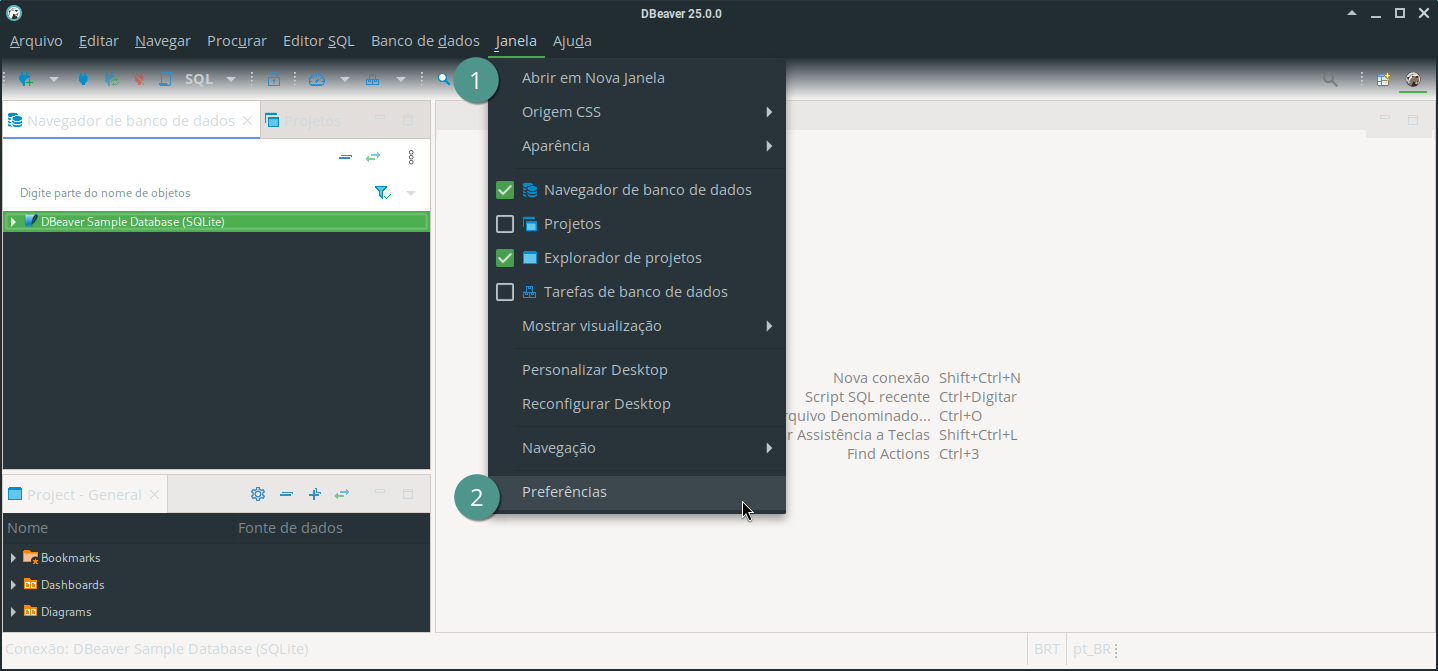 DBeaver 25.0.0
Arquivo Editar Navegar Procurar Editor SQL Banco de dados Janela Ajuda
SQL
1
Abrir em Nova Janela
Origem CSS
Aparência
Navegador de banco de dados
Projetos
Explorador de projetos
Tarefas de banco de dados
Mostrar visualização
Personalizar Desktop
Reconfigurar Desktop
Navegação
2
Preferências
Navegador de banco de dados
Projetos
Digite parte do nome de objetos
DBeaver Sample Database (SQLite)
Nova conexão Shift+Ctrl+N
Script SQL recente Ctrl+Digitar
rquivo Denominado... Ctrl+O
r Assistência a Teclas Shift+Ctrl+L
Find Actions Ctrl+3
Project - General
Nome Fonte de dados
Bookmarks
Dashboards
Diagrams
Conexão: DBeaver Sample Database (SQLite)
BRT pt_BR